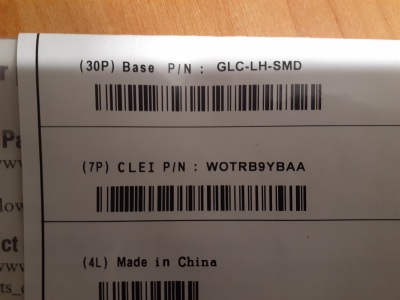 (30P) Base P/N : GLC-LH-SMD
(7P) CLEI P/N : WOTRB9YBAA
(4L) Made in China